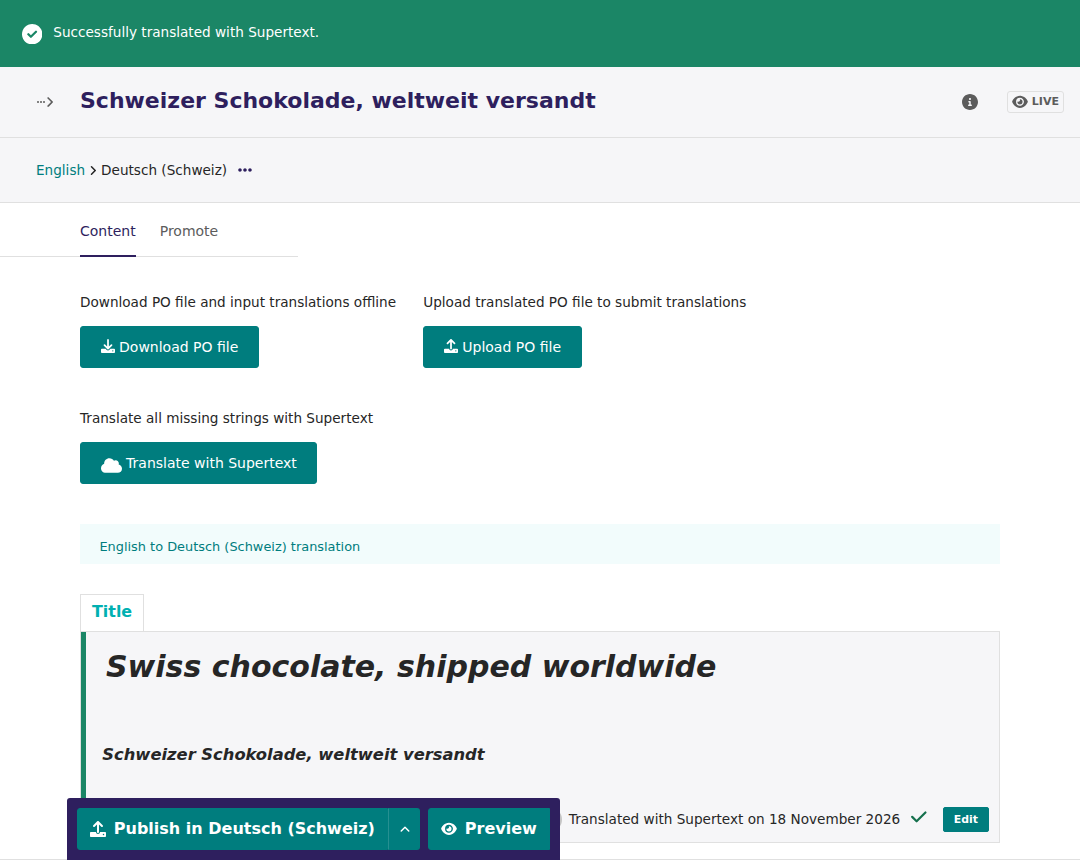 Successfully translated with Supertext.
Schweizer Schokolade, weltweit versandt
LIVE
English Deutsch (Schweiz)
Content Promote
Download PO file and input translations offline
Upload translated PO file to submit translations
Download PO file
Upload PO file
Translate all missing strings with Supertext
Translate with Supertext
English to Deutsch (Schweiz) translation
Title
Swiss chocolate, shipped worldwide
Schweizer Schokolade, weltweit versandt
Publish in Deutsch (Schweiz)
Preview
Translated with Supertext on 18 November 2026
Edit